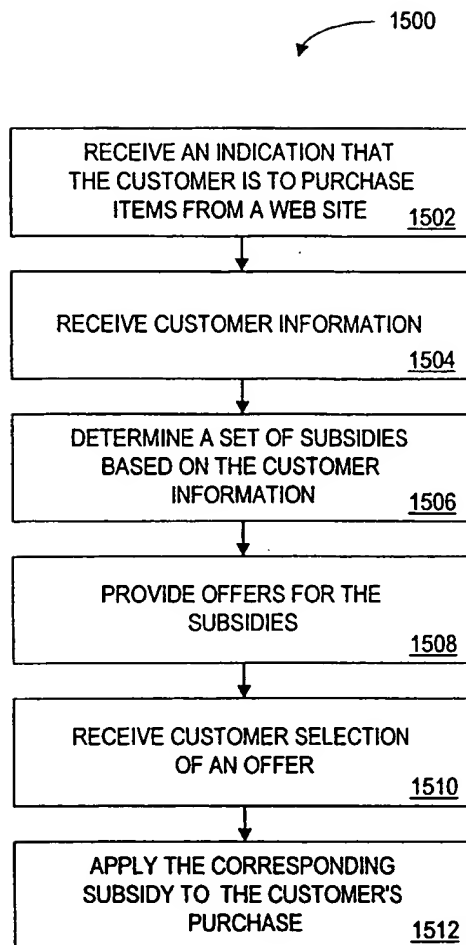 1500
RECEIVE AN INDICATION THAT
THE CUSTOMER IS TO PURCHASE
ITEMS FROM A WEB SITE
1502
RECEIVE CUSTOMER INFORMATION
1504
DETERMINE A SET OF SUBSIDIES
BASED ON THE CUSTOMER
INFORMATION
1506
PROVIDE OFFERS FOR THE
SUBSIDIES
1508
RECEIVE CUSTOMER SELECTION
OF AN OFFER
1510
APPLY THE CORRESPONDING
SUBSIDY TO THE CUSTOMER'S
PURCHASE
1512